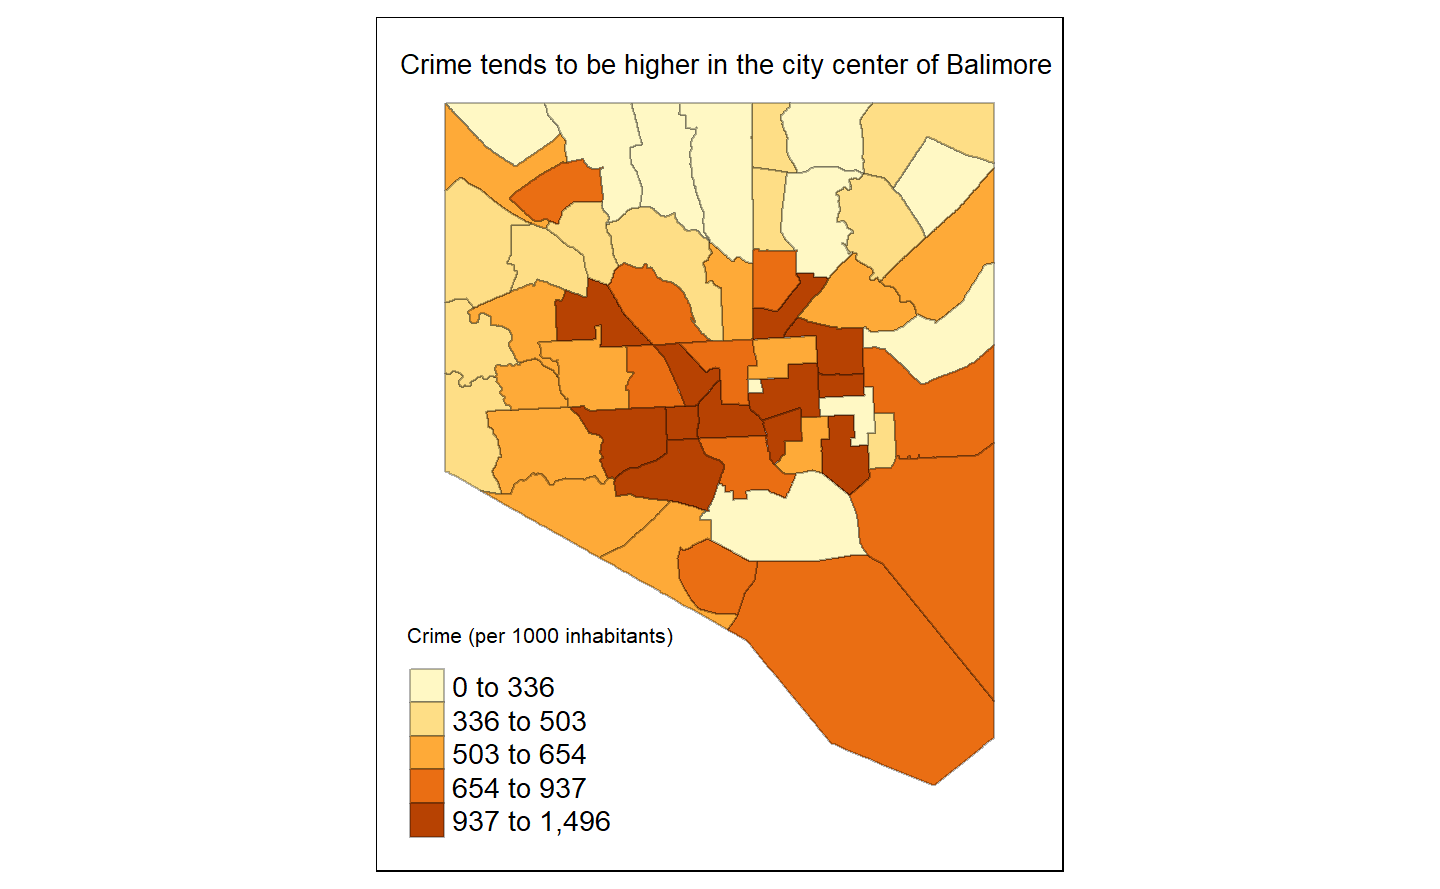 Crime tends to be higher in the city center of Balimore
Crime (per 1000 inhabitants)
0 to 336
336 to 503
503 to 654
654 to 937
937 to 1,496